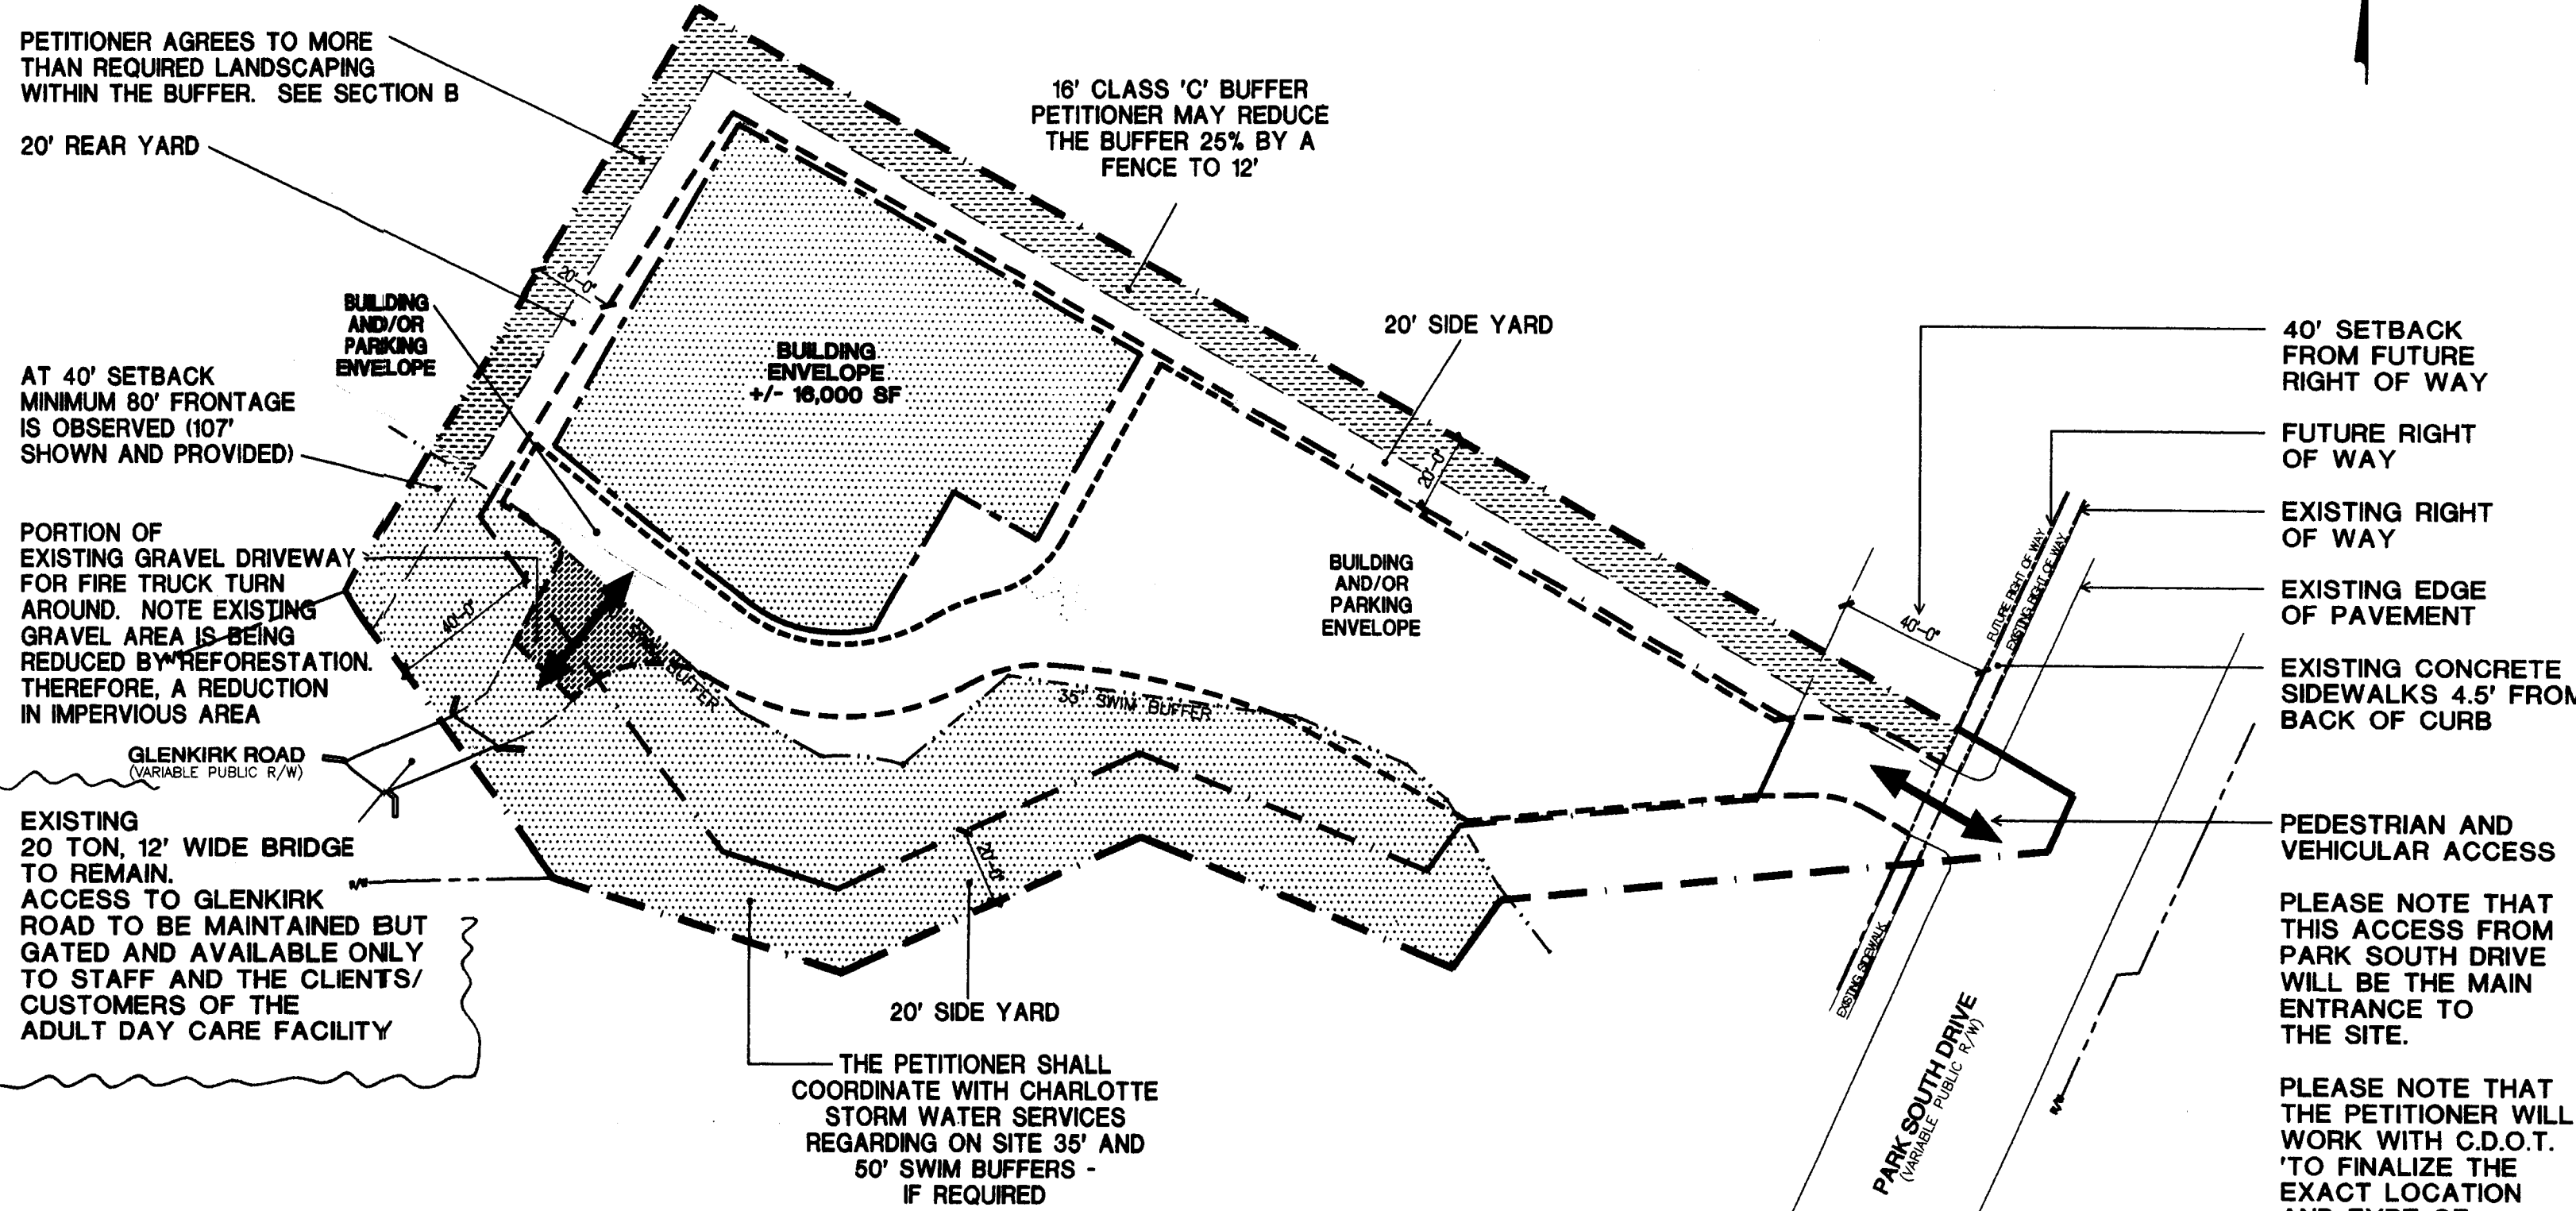 PETITIONER AGREES TO MORE
THAN REQUIRED LANDSCAPING
WITHIN THE BUFFER. SEE SECTION B
20' REAR YARD
16' CLASS 'C' BUFFER
PETITIONER MAY REDUCE
THE BUFFER 25% BY A
FENCE TO 12'
20'-0"
BUILDING
AND/OR
PARKING
ENVELOPE
BUILDING
ENVELOPE
+/- 16,000 SF
20' SIDE YARD
20'-0"
AT 40' SETBACK
MINIMUM 80' FRONTAGE
IS OBSERVED (107'
SHOWN AND PROVIDED)
PORTION OF
EXISTING GRAVEL DRIVEWAY
FOR FIRE TRUCK TURN
AROUND. NOTE EXISTING
GRAVEL AREA IS BEING
REDUCED BY REFORESTATION.
THEREFORE, A REDUCTION
IN IMPERVIOUS AREA
R/W
40'-0"
BUFFER
35' SWIM BUFFER
BUILDING
AND/OR
PARKING
ENVELOPE
GLENKIRK ROAD
(VARIABLE PUBLIC R/W)
EXISTING
20 TON, 12' WIDE BRIDGE
TO REMAIN.
ACCESS TO GLENKIRK
ROAD TO BE MAINTAINED BUT
GATED AND AVAILABLE ONLY
TO STAFF AND THE CLIENTS/
CUSTOMERS OF THE
ADULT DAY CARE FACILITY
R/W
20'-0"
20' SIDE YARD
THE PETITIONER SHALL
COORDINATE WITH CHARLOTTE
STORM WATER SERVICES
REGARDING ON SITE 35' AND
50' SWIM BUFFERS -
IF REQUIRED
40'-0"
FUTURE RIGHT OF WAY
EXISTING RIGHT OF WAY
EXISTING SIDEWALK
PARK SOUTH DRIVE
(VARIABLE PUBLIC R/W)
R/W
40' SETBACK
FROM FUTURE
RIGHT OF WAY
FUTURE RIGHT
OF WAY
EXISTING RIGHT
OF WAY
EXISTING EDGE
OF PAVEMENT
EXISTING CONCRETE
SIDEWALKS 4.5' FROM
BACK OF CURB
PEDESTRIAN AND
VEHICULAR ACCESS
PLEASE NOTE THAT
THIS ACCESS FROM
PARK SOUTH DRIVE
WILL BE THE MAIN
ENTRANCE TO
THE SITE.
PLEASE NOTE THAT
THE PETITIONER WILL
WORK WITH C.D.O.T.
'TO FINALIZE THE
EXACT LOCATION